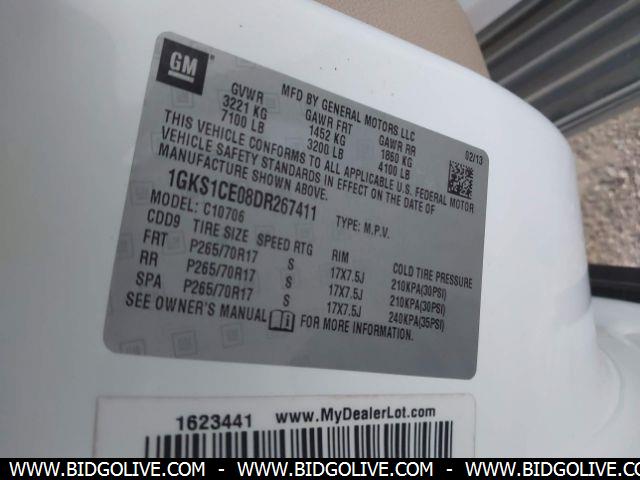 GM
MFD BY GENERAL MOTORS LLC
GVWR GAWR FRT GAWR RR
3221 KG 1452 KG 1860 KG 02/13
7100 LB 3200 LB 4100 LB
THIS VEHICLE CONFORMS TO ALL APPLICABLE U.S. FEDERAL MOTOR
VEHICLE SAFETY STANDARDS IN EFFECT ON THE DATE OF
MANUFACTURE SHOWN ABOVE.
1GKS1CE08DR267411
MODEL: C10706 TYPE: M.P.V.
CDD9 TIRE SIZE SPEED RTG RIM COLD TIRE PRESSURE
FRT P265/70R17 S 17X7.5J 210KPA(30PSI)
RR P265/70R17 S 17X7.5J 210KPA(30PSI)
SPA P265/70R17 S 17X7.5J 240KPA(35PSI)
SEE OWNER'S MANUAL FOR MORE INFORMATION.
1623441 www.MyDealerLot.com
WWW.BIDGOLIVE.COM - WWW.BIDGOLIVE.COM - WWW.BIDGOLIVE.COM - WWW.BIDGOLIVE.COM